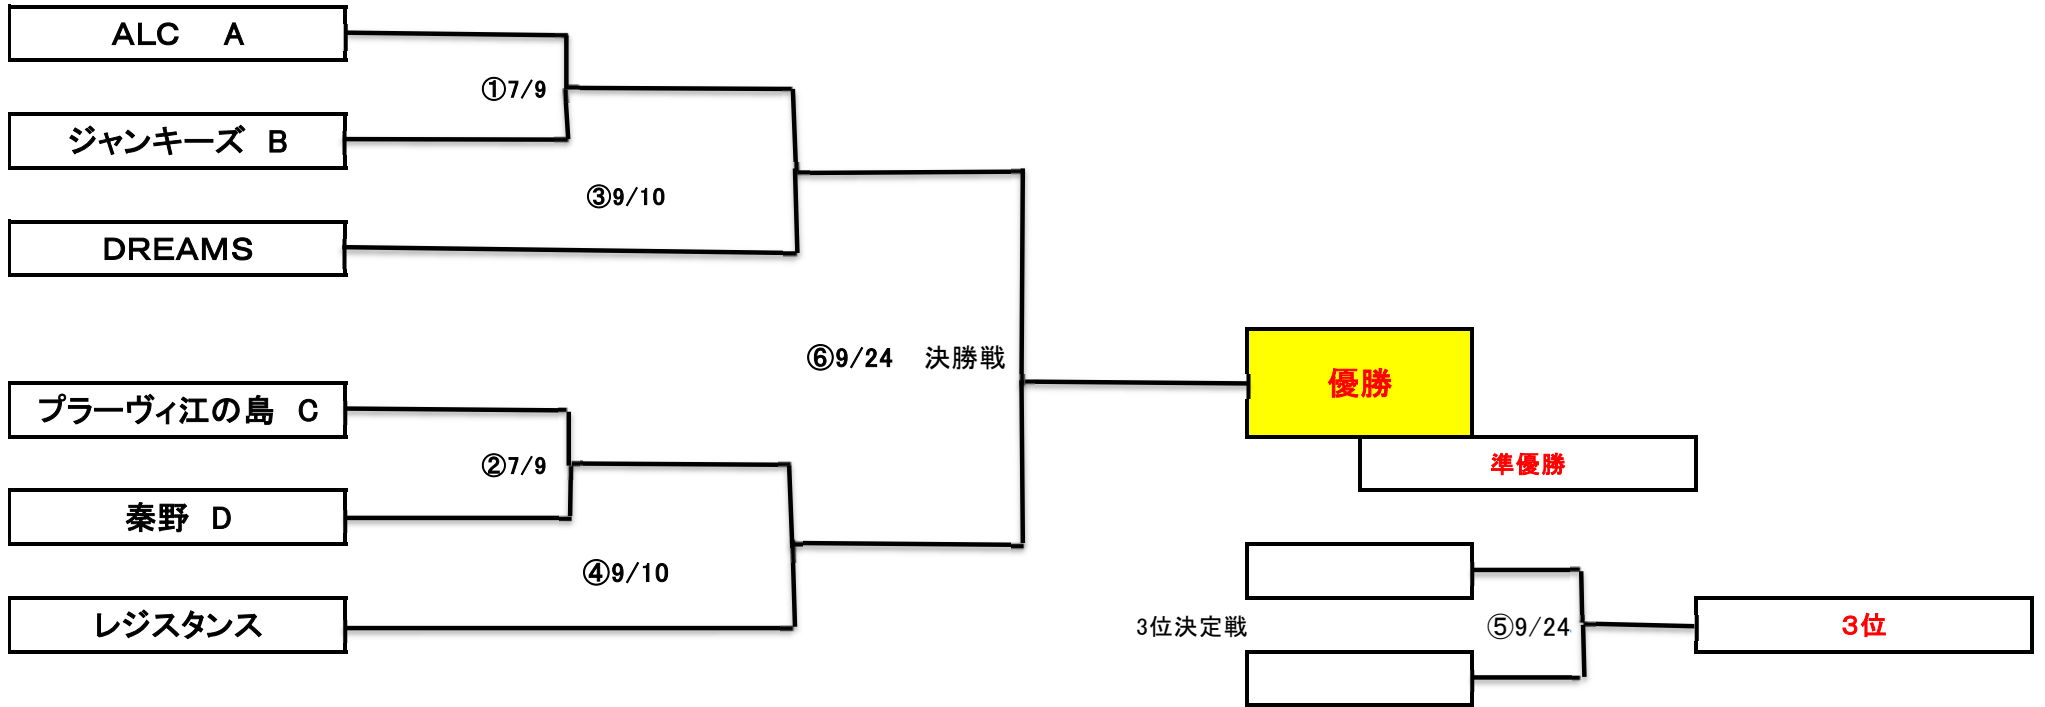 ALC　A
①7/9
ジャンキーズ　B
③9/10
DREAMS
⑥9/24　決勝戦
優勝
プラーヴィ江の島　C
②7/9
準優勝
秦野　D
④9/10
レジスタンス
3位決定戦
⑤9/24
３位